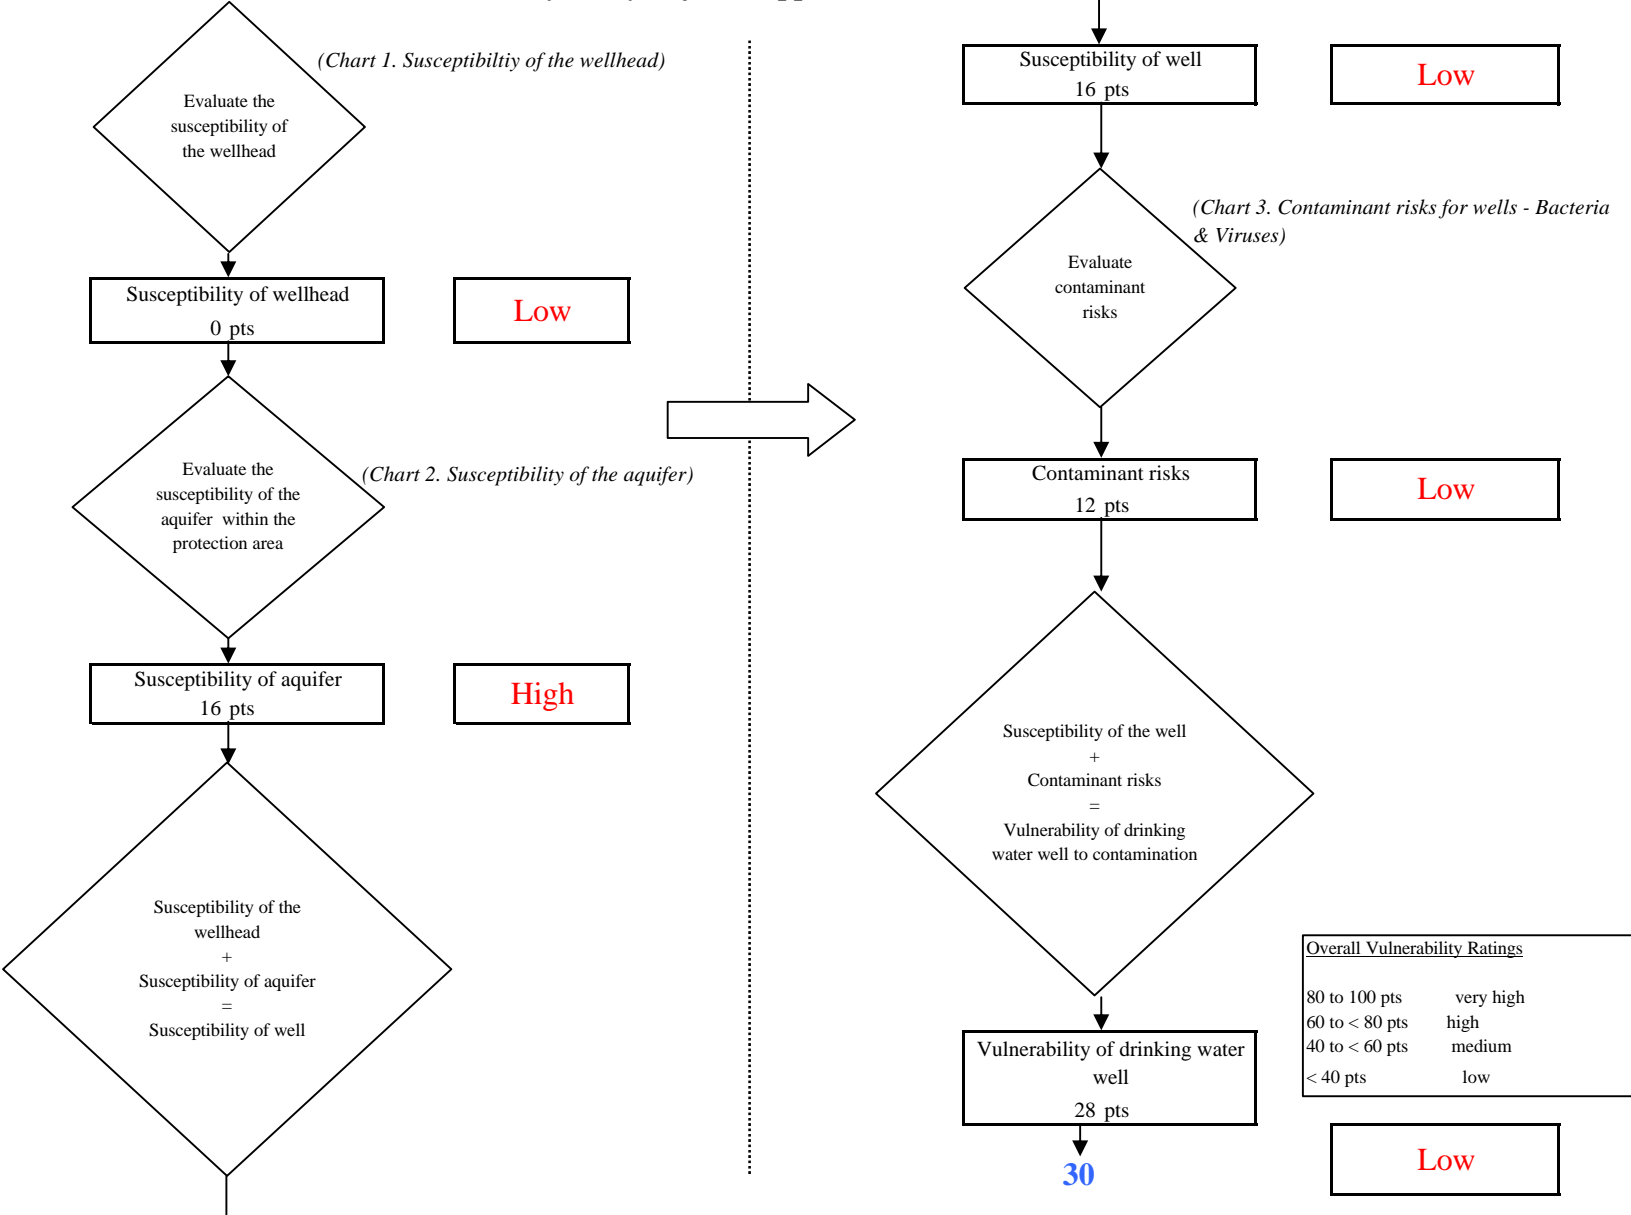 (Chart 1. Susceptibiltiy of the wellhead)
Evaluate the
susceptibility of
the wellhead
Susceptibility of wellhead
0 pts
Low
Evaluate the
susceptibility of the
aquifer within the
protection area
(Chart 2. Susceptibility of the aquifer)
Susceptibility of aquifer
16 pts
High
Susceptibility of the
wellhead
+
Susceptibility of aquifer
=
Susceptibility of well
Susceptibility of well
16 pts
Low
(Chart 3. Contaminant risks for wells - Bacteria
& Viruses)
Evaluate
contaminant
risks
Contaminant risks
12 pts
Low
Susceptibility of the well
+
Contaminant risks
=
Vulnerability of drinking
water well to contamination
Overall Vulnerability Ratings
80 to 100 pts very high
60 to < 80 pts high
40 to < 60 pts medium
< 40 pts low
Vulnerability of drinking water
well
28 pts
30
Low